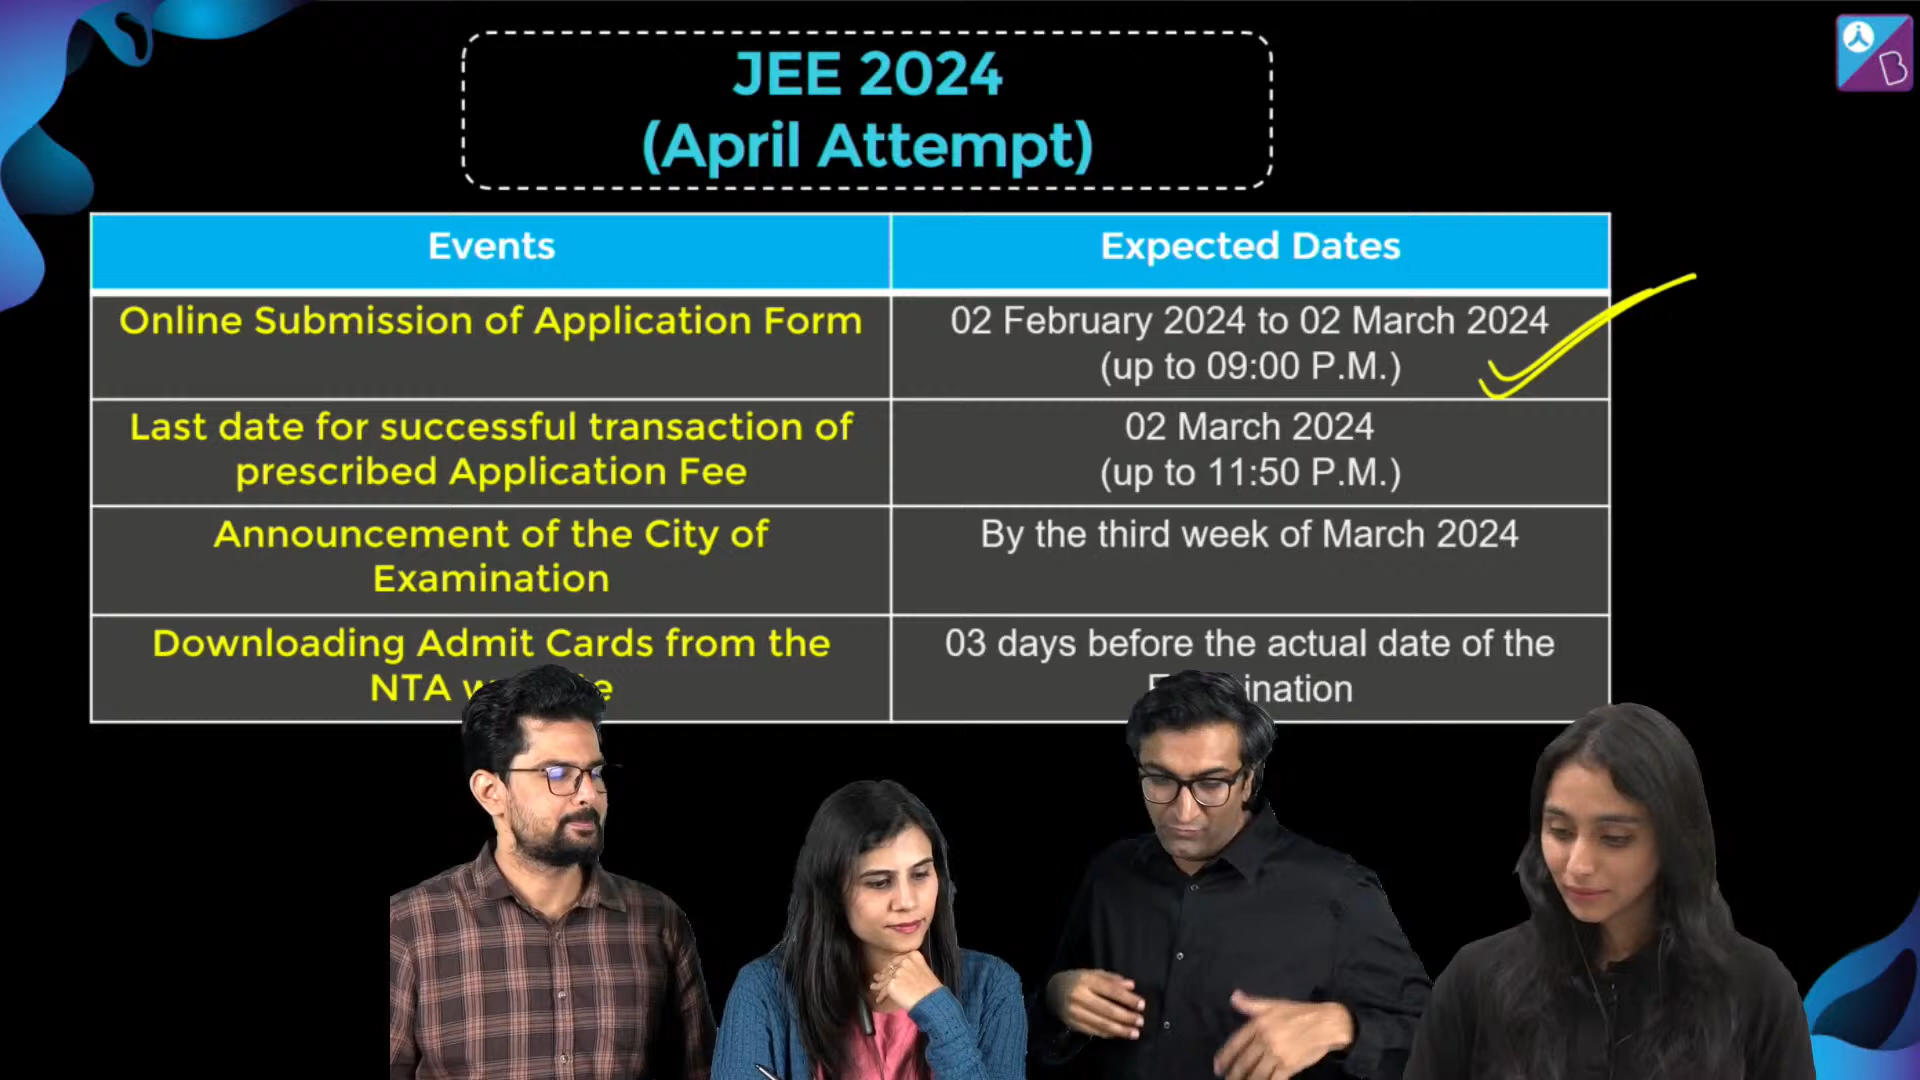 JEE 2024
(April Attempt)
Events
Expected Dates
Online Submission of Application Form
02 February 2024 to 02 March 2024
(up to 09:00 P.M.)
Last date for successful transaction of
prescribed Application Fee
02 March 2024
(up to 11:50 P.M.)
Announcement of the City of
Examination
By the third week of March 2024
Downloading Admit Cards from the
NTA
03 days before the actual date of the
B